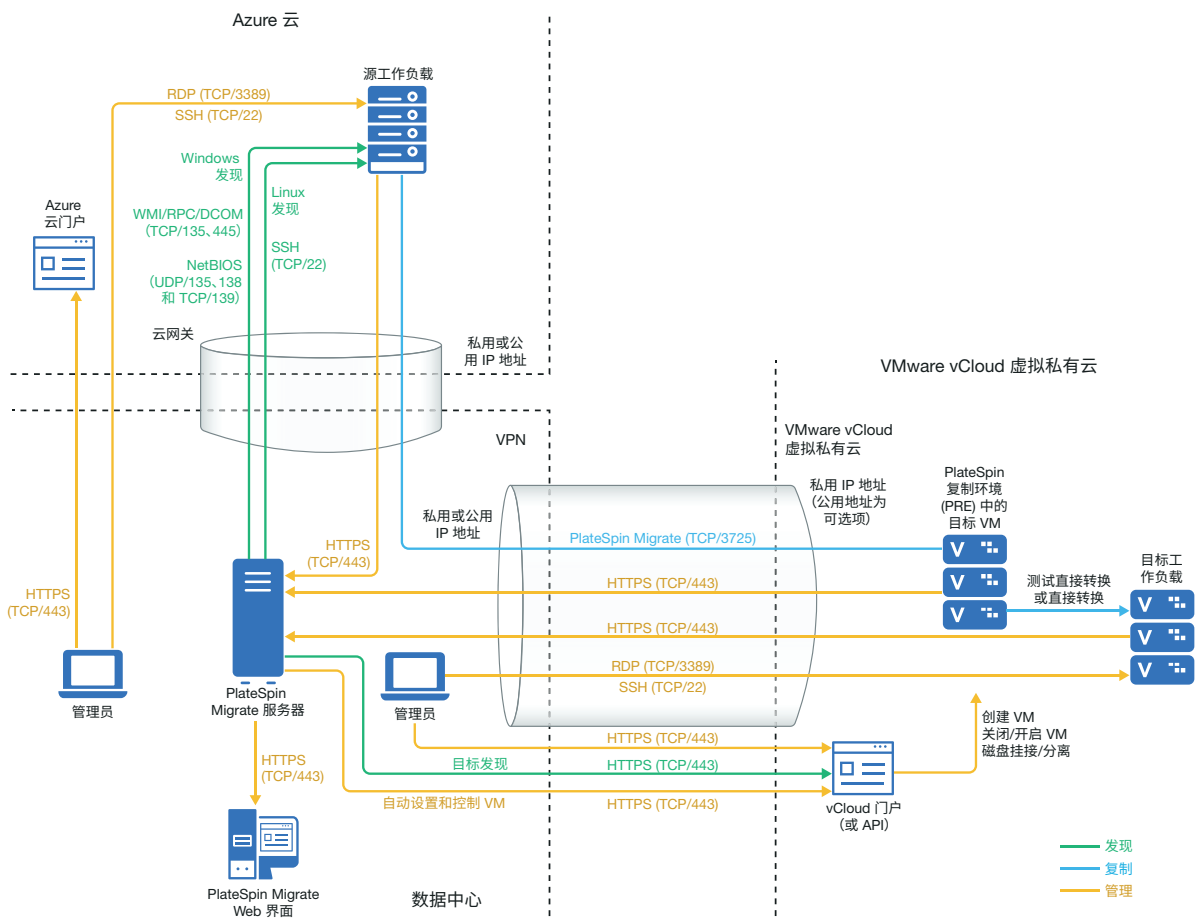 Azure 云
源工作负载
RDP (TCP/3389)
SSH (TCP/22)
Windows
发现
Linux
发现
Azure
云门户
WMI/RPC/DCOM
(TCP/135、445)
SSH
(TCP/22)
NetBIOS
(UDP/135、138
和 TCP/139)
云网关
私用或公
用 IP 地址
VMware vCloud 虚拟私有云
VPN
VMware vCloud
虚拟私有云
PlateSpin
复制环境
(PRE) 中的
目标 VM
私用 IP 地址
(公用地址为
可选项)
私用或公用
IP 地址
PlateSpin Migrate (TCP/3725)
HTTPS
(TCP/443)
目标工
作负载
HTTPS (TCP/443)
测试直接转换
或直接转换
HTTPS
(TCP/443)
HTTPS (TCP/443)
RDP (TCP/3389)
SSH (TCP/22)
管理员
PlateSpin
Migrate 服务器
管理员
创建 VM
关闭/开启 VM
磁盘挂接/分离
HTTPS (TCP/443)
HTTPS
(TCP/443)
目标发现
HTTPS (TCP/443)
自动设置和控制 VM
HTTPS (TCP/443)
vCloud 门户
(或 API)
发现
复制
管理
PlateSpin Migrate
Web 界面
数据中心